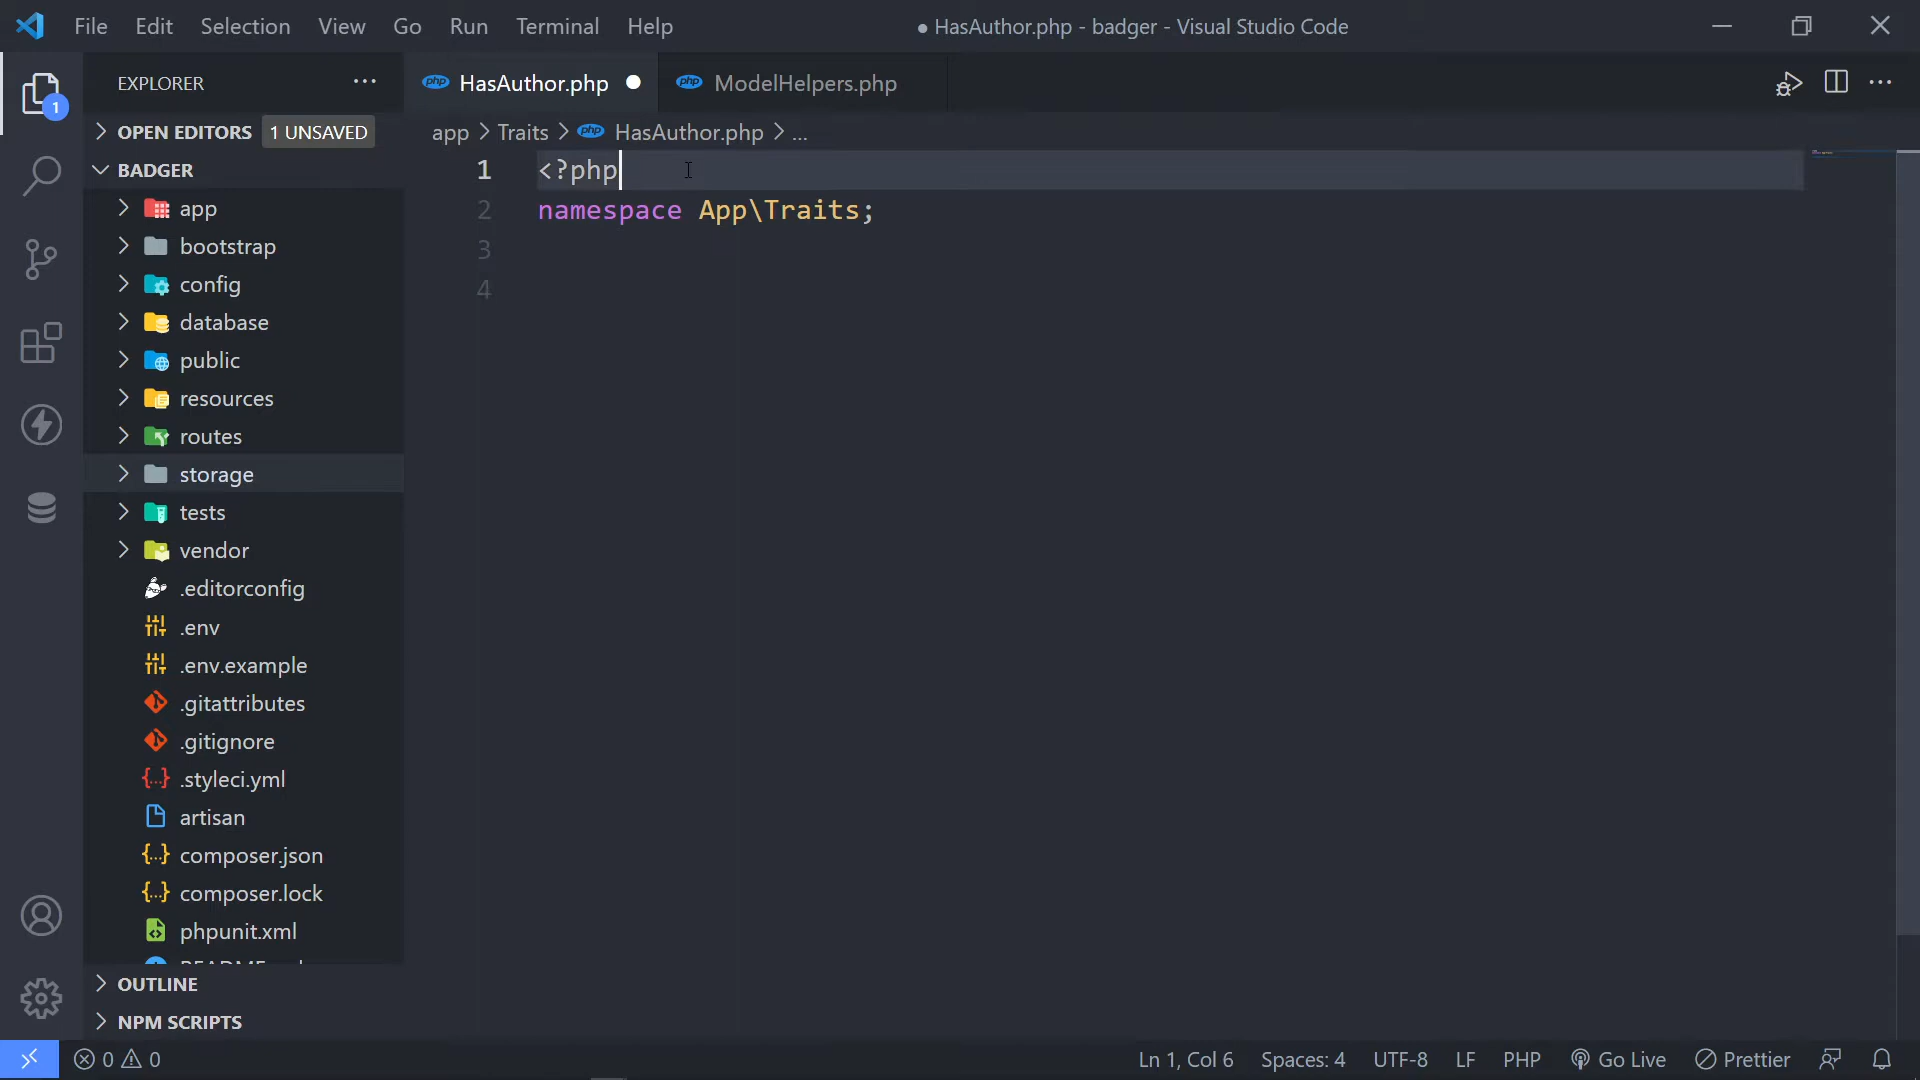 File Edit Selection View Go Run Terminal Help
● HasAuthor.php - badger - Visual Studio Code
EXPLORER
1
OPEN EDITORS 1 UNSAVED
BADGER
app
bootstrap
config
database
public
resources
routes
storage
tests
vendor
.editorconfig
.env
.env.example
.gitattributes
.gitignore
.styleci.yml
artisan
composer.json
composer.lock
phpunit.xml
OUTLINE
NPM SCRIPTS
php HasAuthor.php ●
php ModelHelpers.php
app > Traits > php HasAuthor.php > ...
1 <?php
2 namespace App\Traits;
3
4
0 0
Ln 1, Col 6 Spaces: 4 UTF-8 LF PHP Go Live Prettier